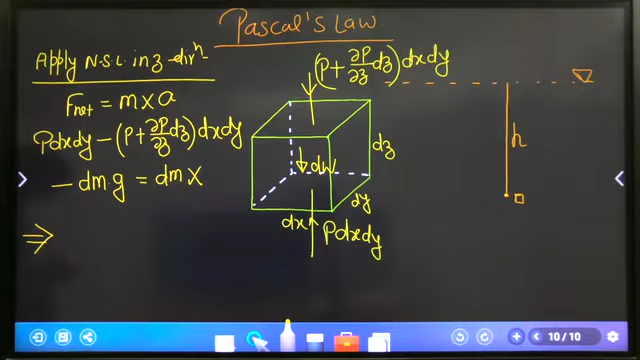 Pascal's Law
Apply N.S.L in z-dirⁿ
F_net = m × a
Pdxdy − (P + ∂P/∂z dz) dxdy
− dm.g = dm ×
⇒
(P + ∂P/∂z dz) dxdy
dw
dz
dy
dx
Pdxdy
h
10/10